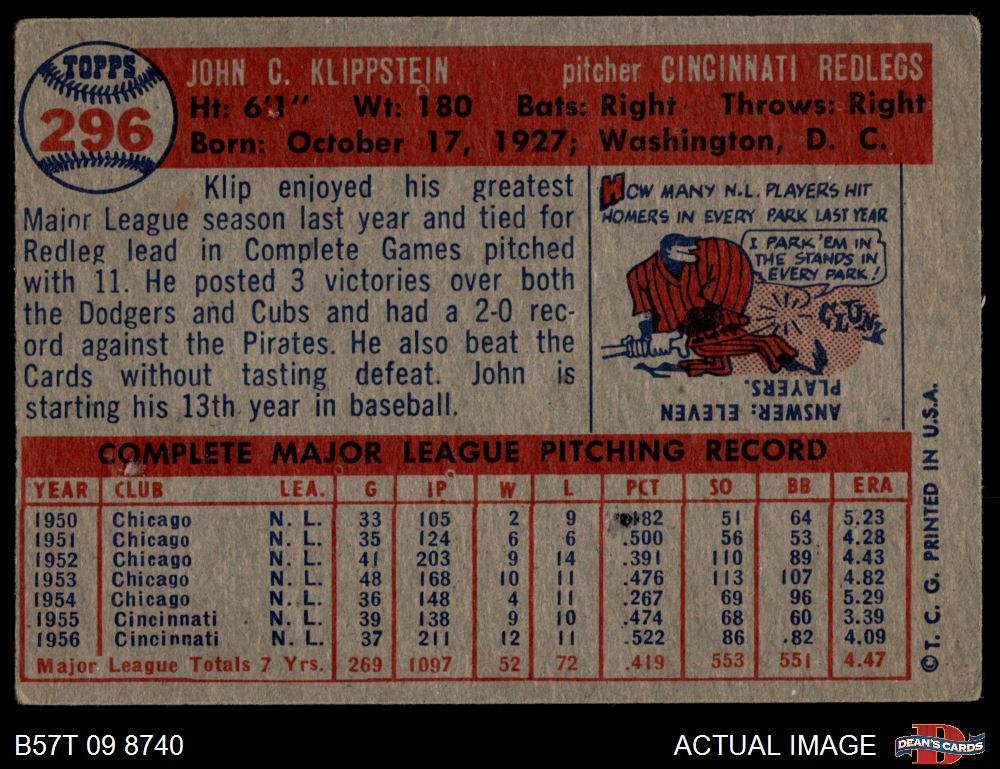 TOPPS
296
JOHN C. KLIPPSTEIN pitcher CINCINNATI REDLEGS
Ht: 6'1" Wt: 180 Bats: Right Throws: Right
Born: October 17, 1927; Washington, D. C.
Klip enjoyed his greatest
Major League season last year and tied for
Redleg lead in Complete Games pitched
with 11. He posted 3 victories over both
the Dodgers and Cubs and had a 2-0 rec-
ord against the Pirates. He also beat the
Cards without tasting defeat. John is
starting his 13th year in baseball.
HOW MANY N.L. PLAYERS HIT
HOMERS IN EVERY PARK LAST YEAR
I PARK 'EM IN
THE STANDS IN
EVERY PARK!
CLUNK
ANSWER: ELEVEN
PLAYERS.
COMPLETE MAJOR LEAGUE PITCHING RECORD
YEAR CLUB LEA. G IP W L PCT SO BB ERA
1950 Chicago N. L. 33 105 2 9 .182 51 64 5.23
1951 Chicago N. L. 35 124 6 6 .500 56 53 4.28
1952 Chicago N. L. 41 203 9 14 .391 110 89 4.43
1953 Chicago N. L. 48 168 10 11 .476 113 107 4.82
1954 Chicago N. L. 36 148 4 11 .267 69 96 5.29
1955 Cincinnati N. L. 39 138 9 10 .474 68 60 3.39
1956 Cincinnati N. L. 37 211 12 11 .522 86 82 4.09
Major League Totals 7 Yrs. 269 1097 52 72 .419 553 551 4.47
© T. C. G. PRINTED IN U.S.A.
B57T 09 8740
ACTUAL IMAGE
DEAN'S CARDS